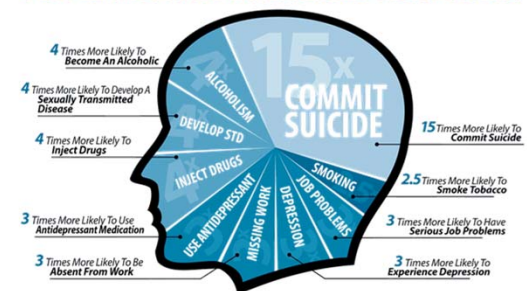 4 Times More Likely To
Become An Alcoholic
4 Times More Likely To Develop A
Sexually Transmitted
Disease
4 Times More Likely To
Inject Drugs
3 Times More Likely To Use
Antidepressant Medication
3 Times More Likely To Be
Absent From Work
4x
ALCOHOLISM
4x
DEVELOP STD
4x
INJECT DRUGS
USE ANTIDEPRESSANT
MISSING WORK
DEPRESSION
JOB PROBLEMS
SMOKING
15x
COMMIT
SUICIDE
15 Times More Likely To
Commit Suicide
2.5 Times More Likely To
Smoke Tobacco
3 Times More Likely To Have
Serious Job Problems
3 Times More Likely To
Experience Depression